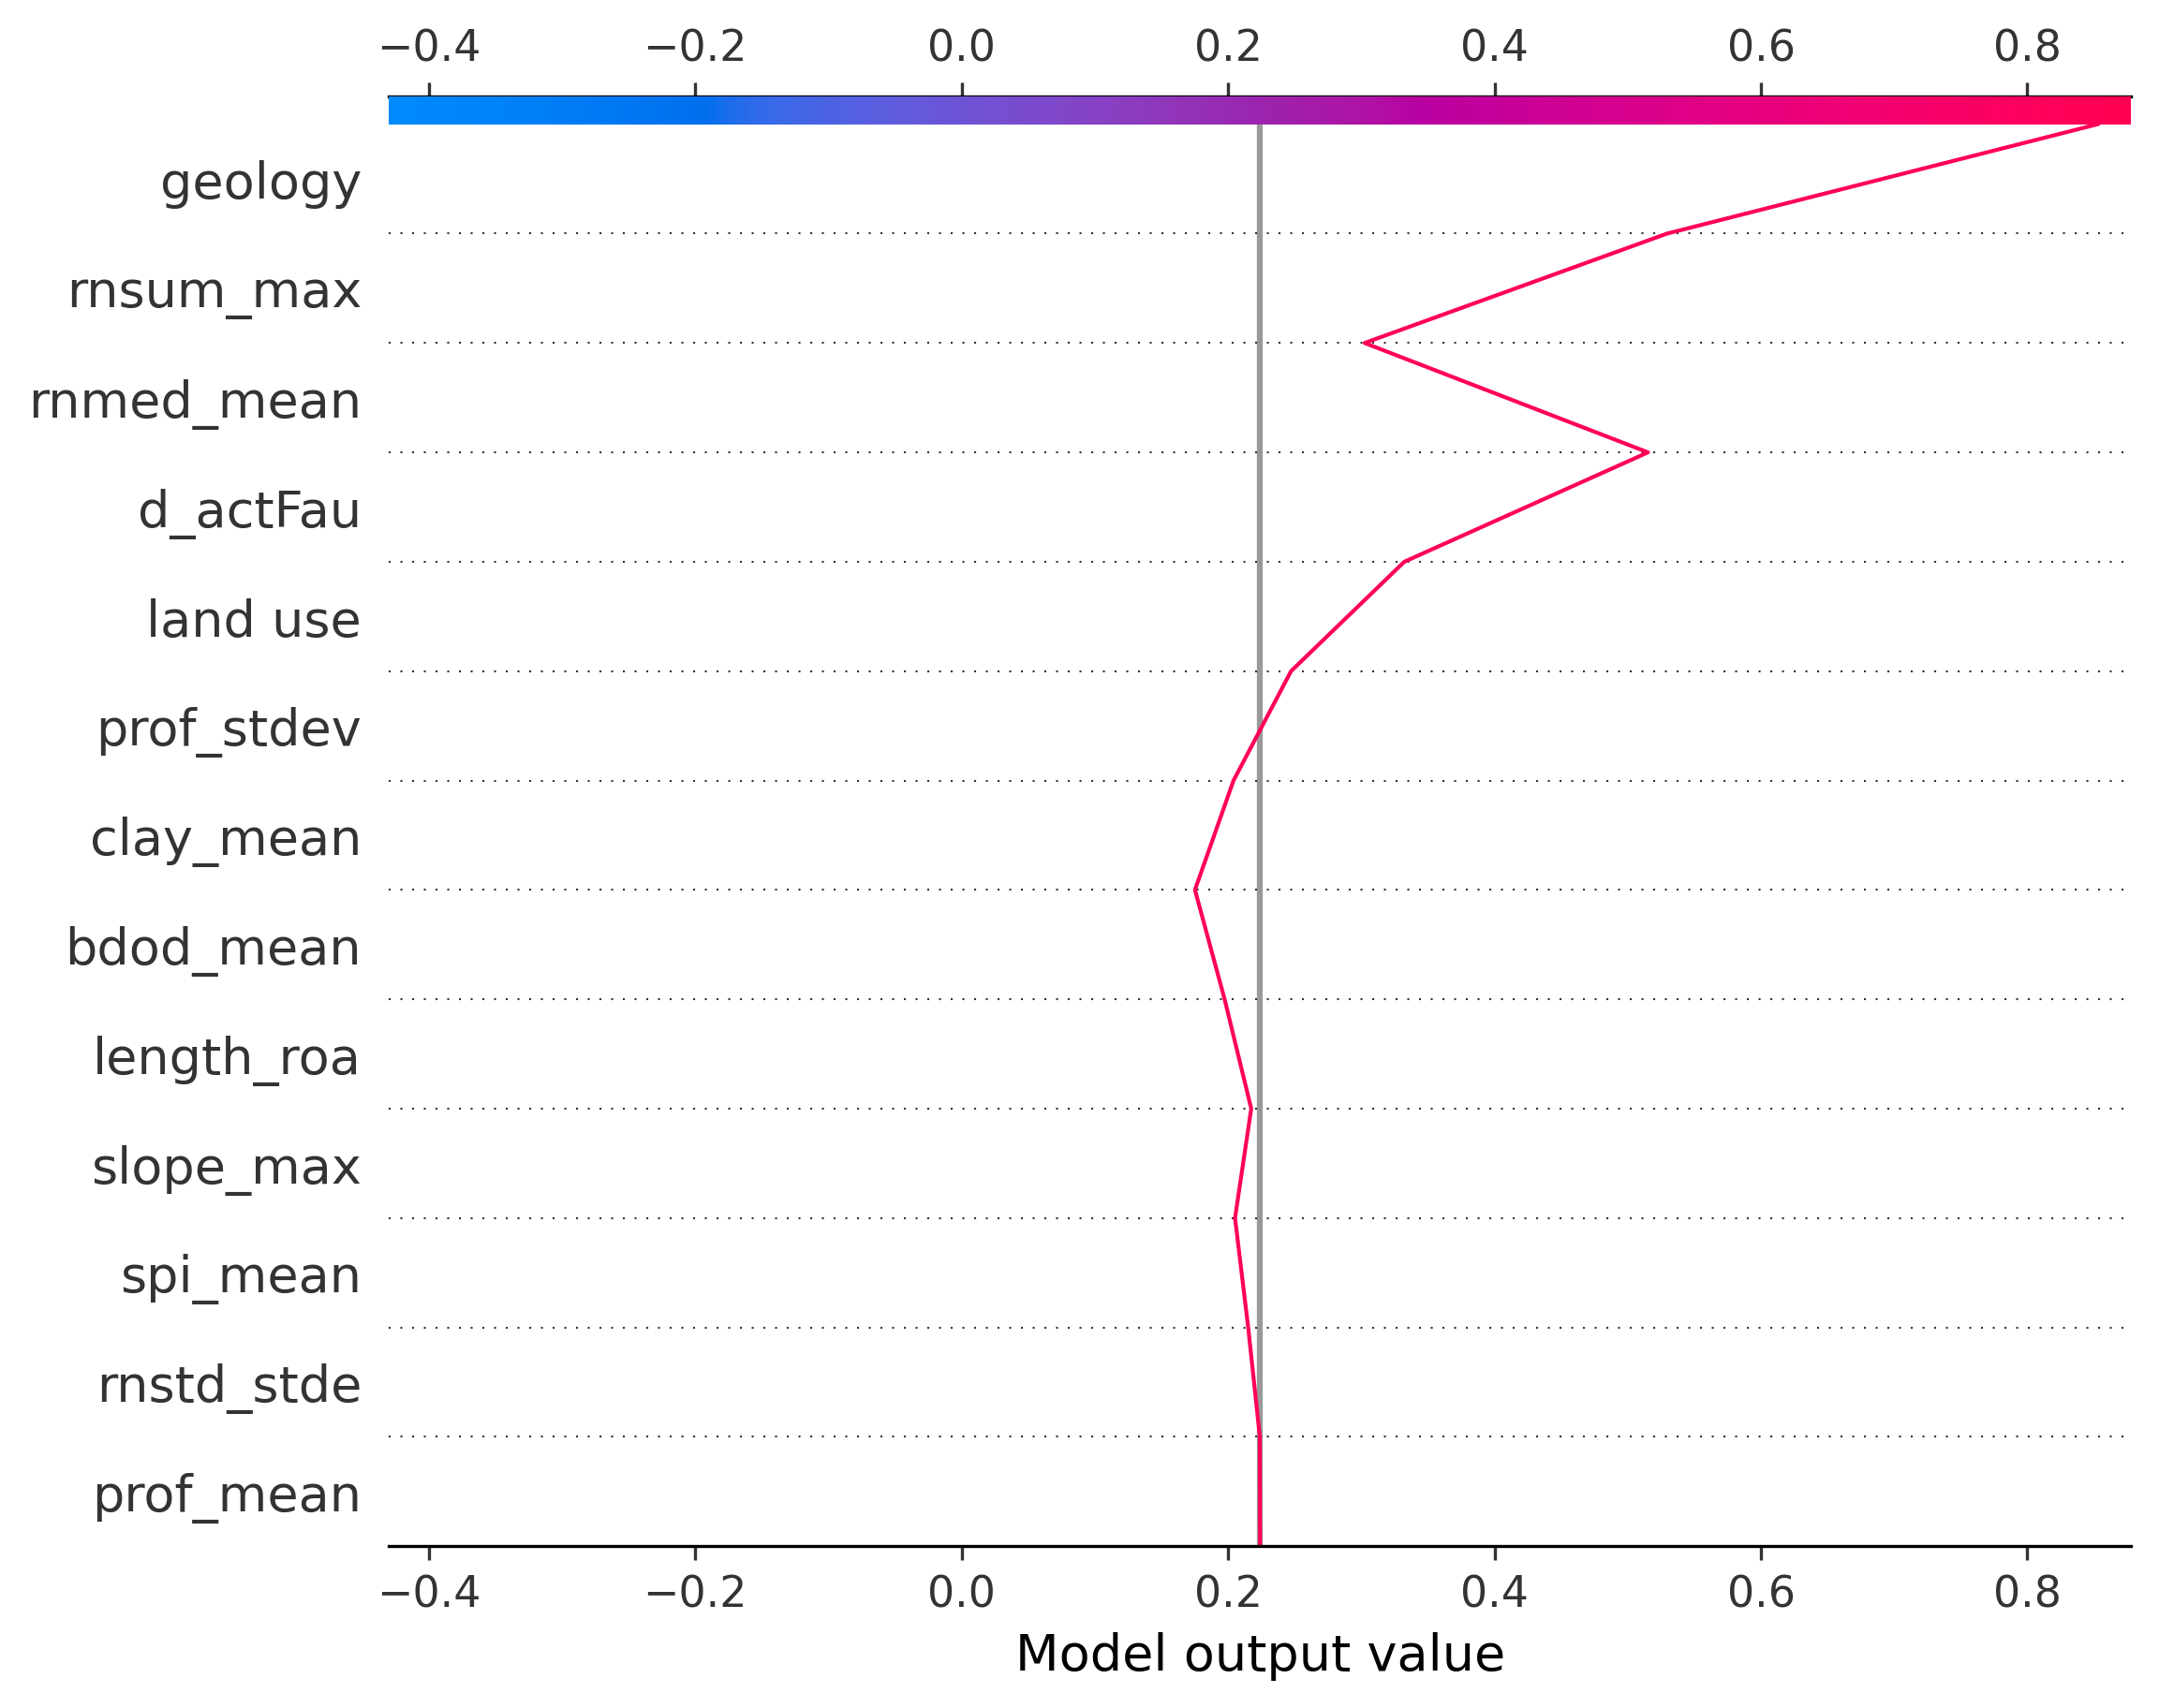 −0.4 −0.2 0.0 0.2 0.4 0.6 0.8
geology
rnsum_max
rnmed_mean
d_actFau
land use
prof_stdev
clay_mean
bdod_mean
length_roa
slope_max
spi_mean
rnstd_stde
prof_mean
−0.4 −0.2 0.0 0.2 0.4 0.6 0.8
Model output value